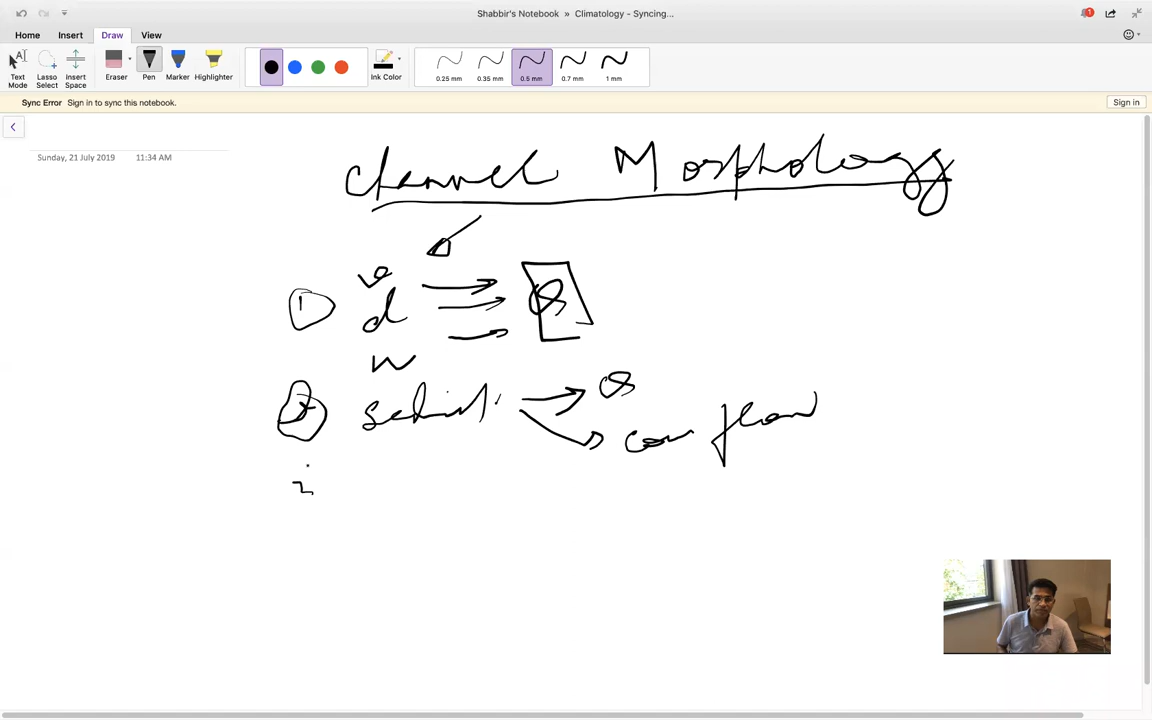 Shabbir's Notebook » Climatology - Syncing...
1
Home Insert Draw View
Text Mode
Lasso Select
Insert Space
Eraser
Pen
Marker
Highlighter
Ink Color
0.25 mm
0.35 mm
0.5 mm
0.7 mm
1 mm
Sync Error Sign in to sync this notebook. Sign in
Sunday, 21 July 2019 11:34 AM
Channel Morphology
v
1 d → Q
w
2 → Q
flow